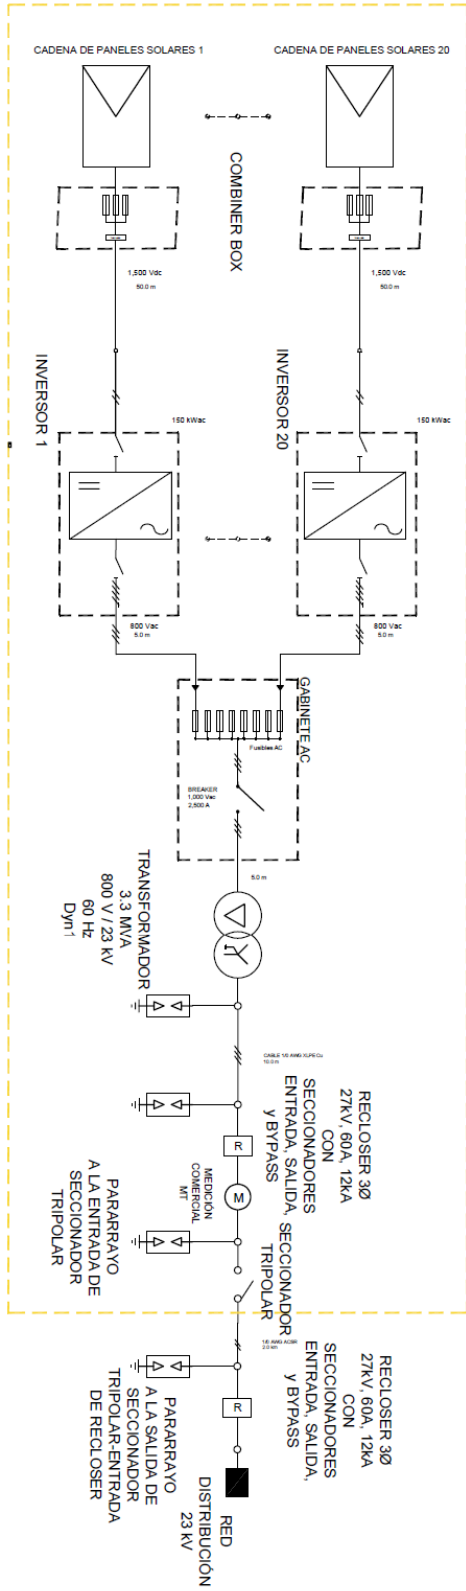 CADENA DE PANELES SOLARES 1
CADENA DE PANELES SOLARES 20
COMBINER BOX
1,500 Vdc
50.0 m
1,500 Vdc
50.0 m
INVERSOR 1
INVERSOR 20
150 kWac
150 kWac
800 Vac
5.0 m
800 Vac
5.0 m
GABINETE AC
Fusibles AC
BREAKER
1,000 Vac
2,500 A
5.0 m
TRANSFORMADOR
3.3 MVA
800 V / 23 kV
60 Hz
Dyn1
CABLE 1/0 AWG XLPE Cu
10.0 m
RECLOSER 3Ø
27kV, 60A, 12kA
CON
SECCIONADORES
ENTRADA, SALIDA,
y BYPASS
R
M
MEDICIÓN
COMERCIAL
MT
PARARRAYO
A LA ENTRADA DE
SECCIONADOR
TRIPOLAR
SECCIONADOR
TRIPOLAR
1/0 AWG ACSR
2.0 km
RECLOSER 3Ø
27kV, 60A, 12kA
CON
SECCIONADORES
ENTRADA, SALIDA,
y BYPASS
PARARRAYO
A LA SALIDA DE
SECCIONADOR
TRIPOLAR-ENTRADA
DE RECLOSER
R
RED
DISTRIBUCIÓN
23 kV